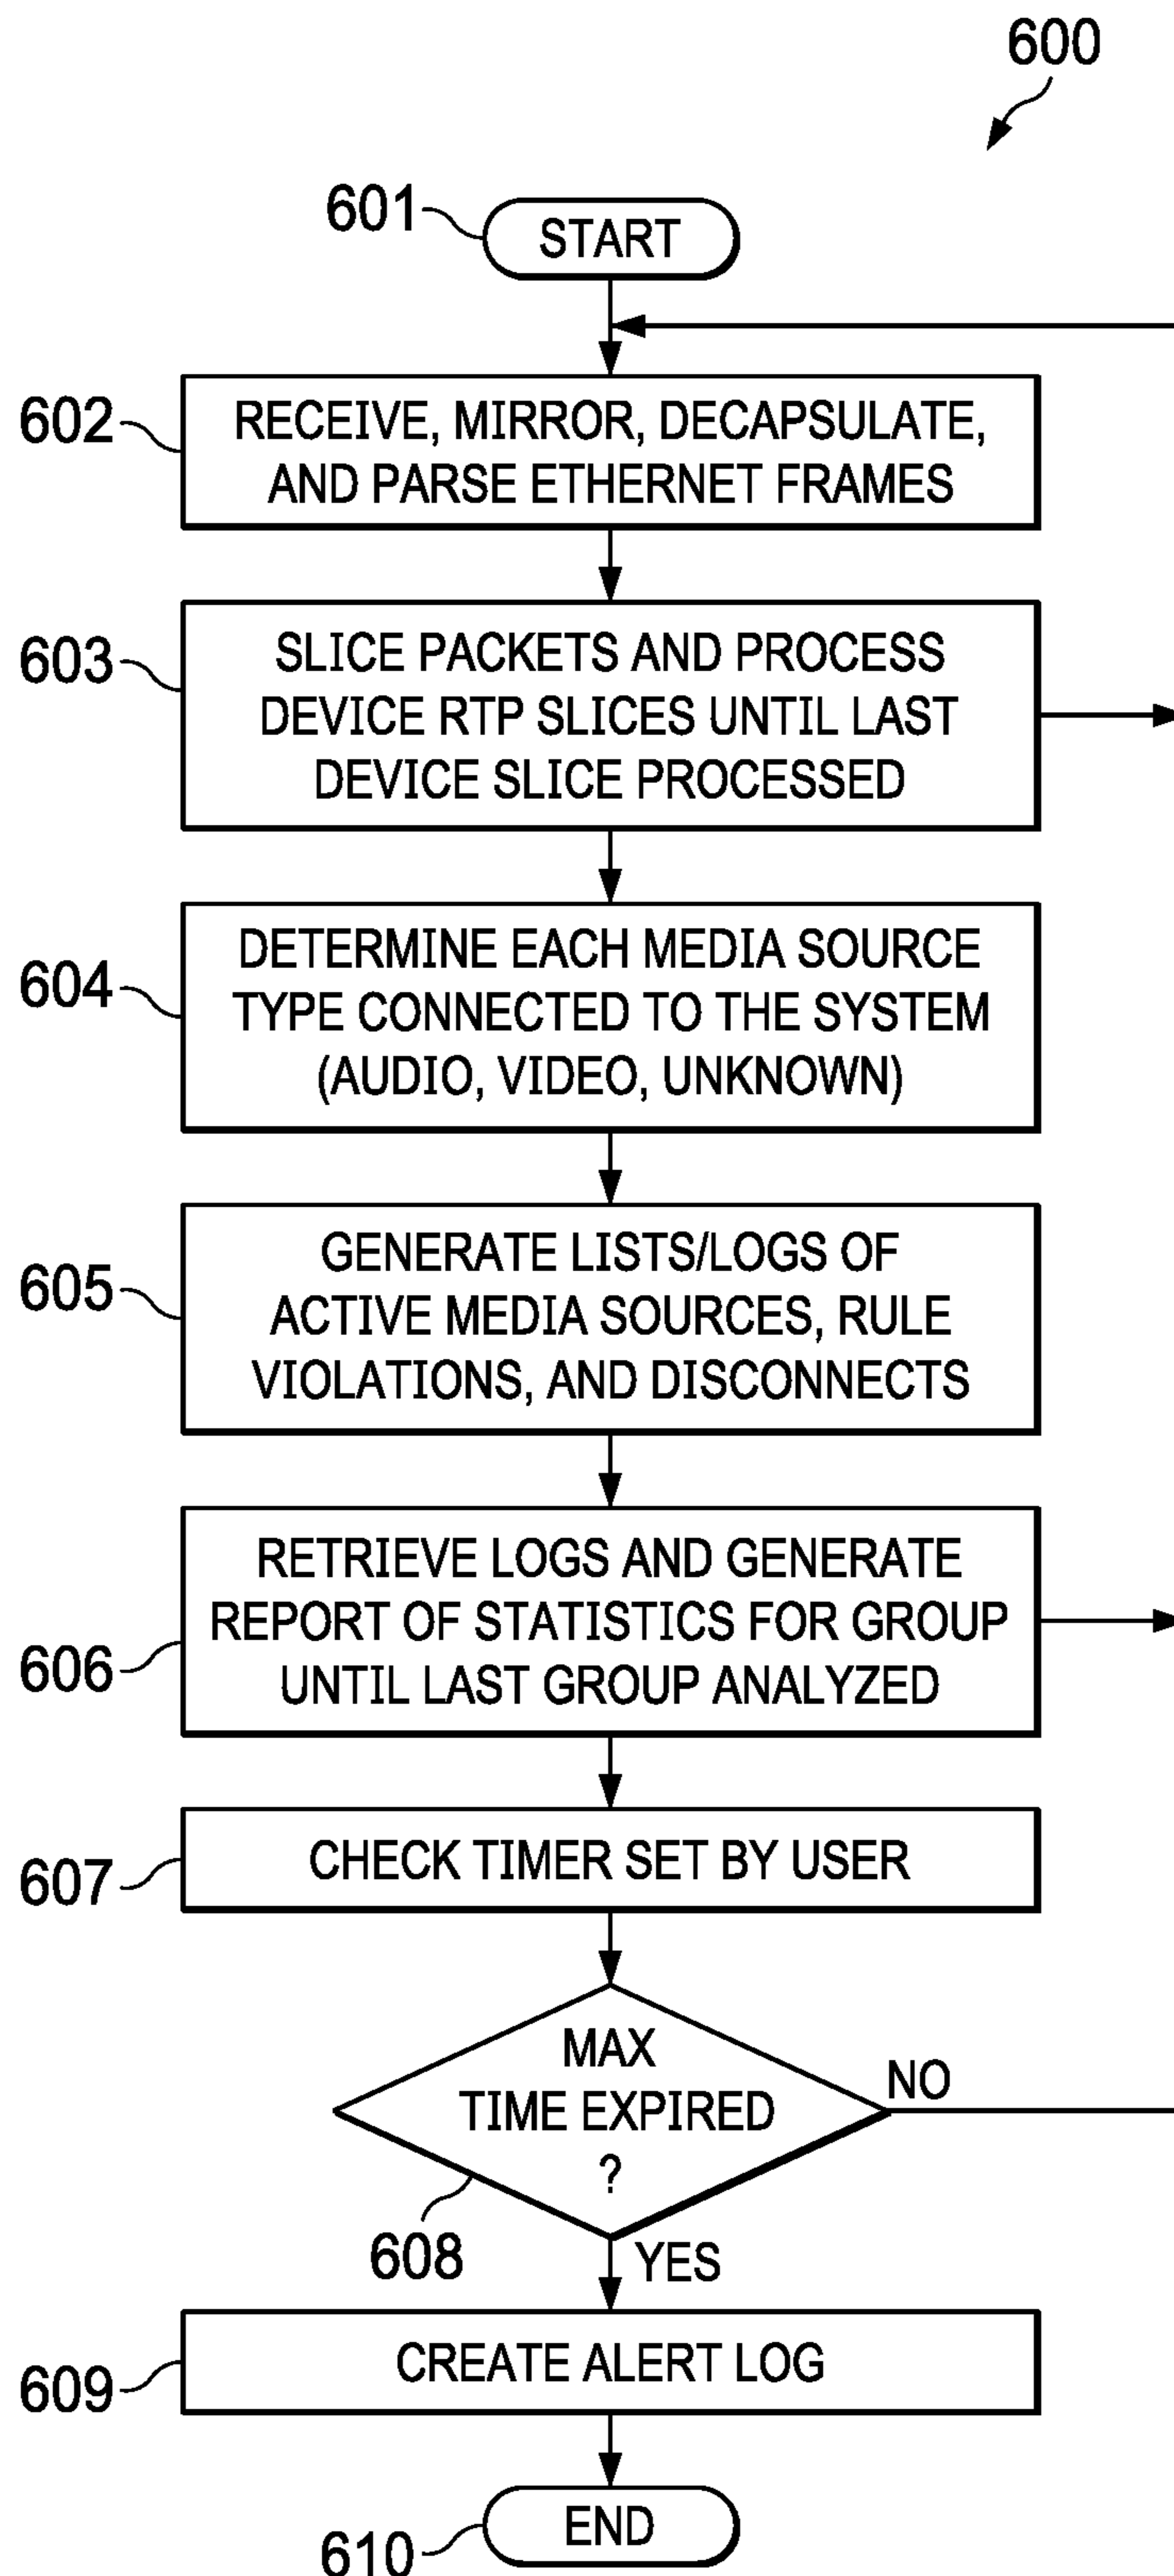 600
601
START
602
RECEIVE, MIRROR, DECAPSULATE,
AND PARSE ETHERNET FRAMES
603
SLICE PACKETS AND PROCESS
DEVICE RTP SLICES UNTIL LAST
DEVICE SLICE PROCESSED
604
DETERMINE EACH MEDIA SOURCE
TYPE CONNECTED TO THE SYSTEM
(AUDIO, VIDEO, UNKNOWN)
605
GENERATE LISTS/LOGS OF
ACTIVE MEDIA SOURCES, RULE
VIOLATIONS, AND DISCONNECTS
606
RETRIEVE LOGS AND GENERATE
REPORT OF STATISTICS FOR GROUP
UNTIL LAST GROUP ANALYZED
607
CHECK TIMER SET BY USER
MAX
TIME EXPIRED
?
NO
608
YES
609
CREATE ALERT LOG
610
END